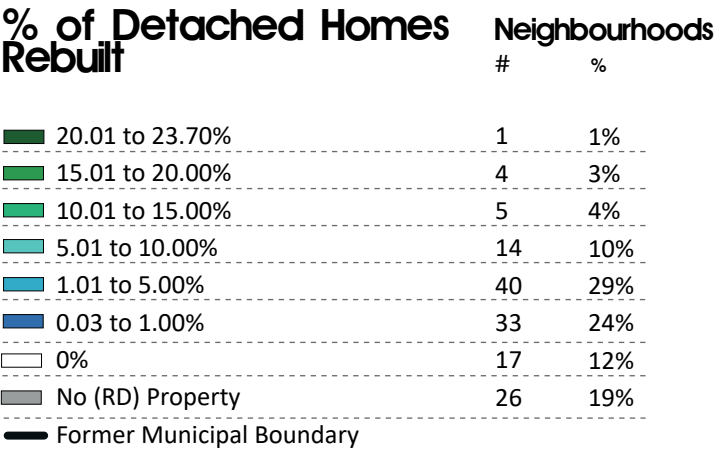 % of Detached Homes Neighbourhoods
Rebuilt # %
20.01 to 23.70% 1 1%
15.01 to 20.00% 4 3%
10.01 to 15.00% 5 4%
5.01 to 10.00% 14 10%
1.01 to 5.00% 40 29%
0.03 to 1.00% 33 24%
0% 17 12%
No (RD) Property 26 19%
Former Municipal Boundary